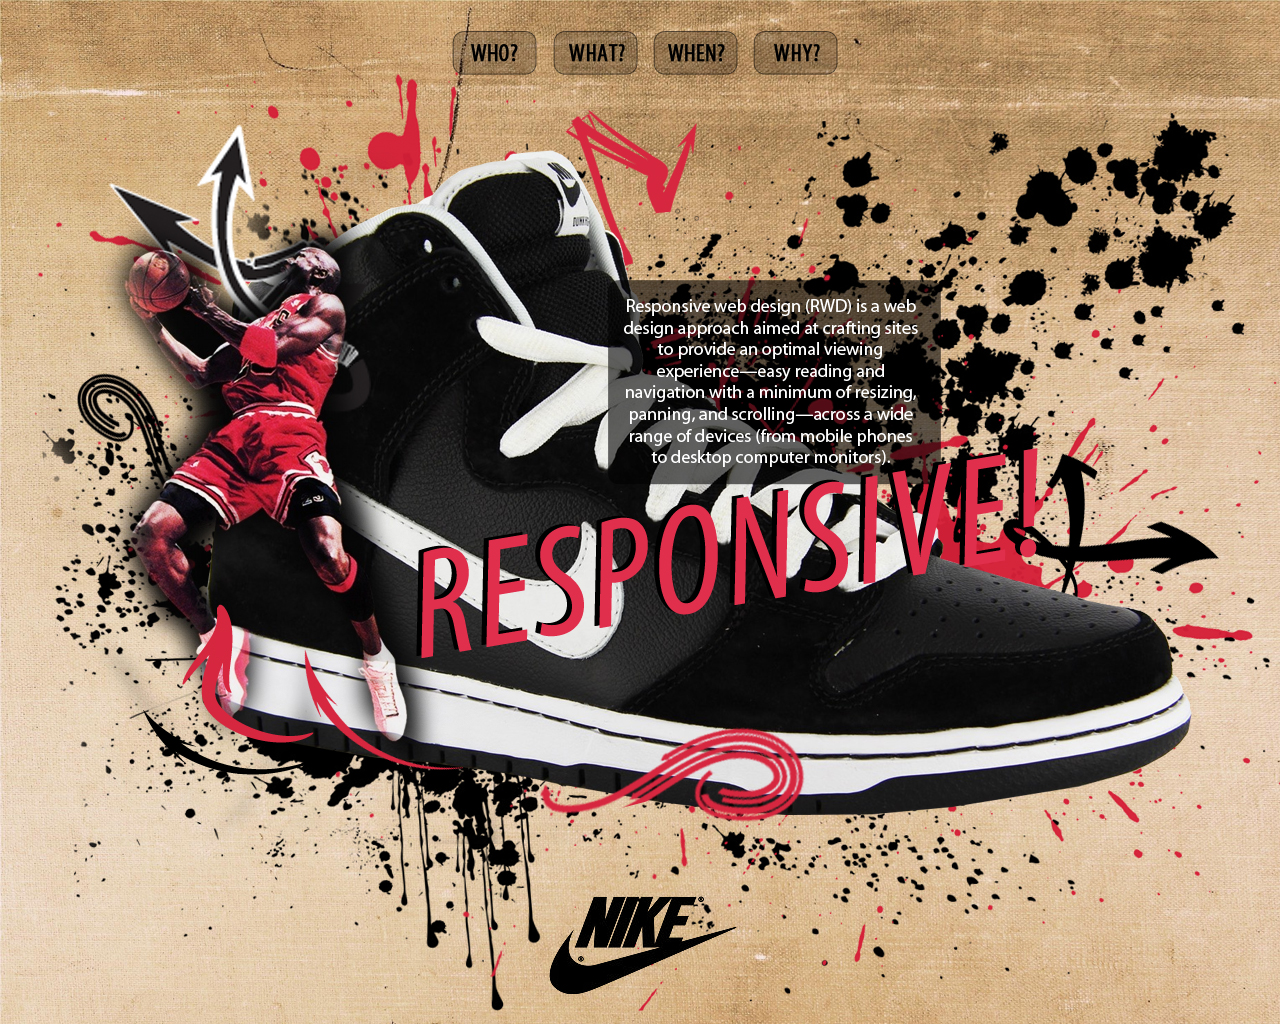 WHO? WHAT? WHEN? WHY?
Responsive web design (RWD) is a web
design approach aimed at crafting sites
to provide an optimal viewing
experience—easy reading and
navigation with a minimum of resizing,
panning, and scrolling—across a wide
range of devices (from mobile phones
to desktop computer monitors).
RESPONSIVE!
NIKE